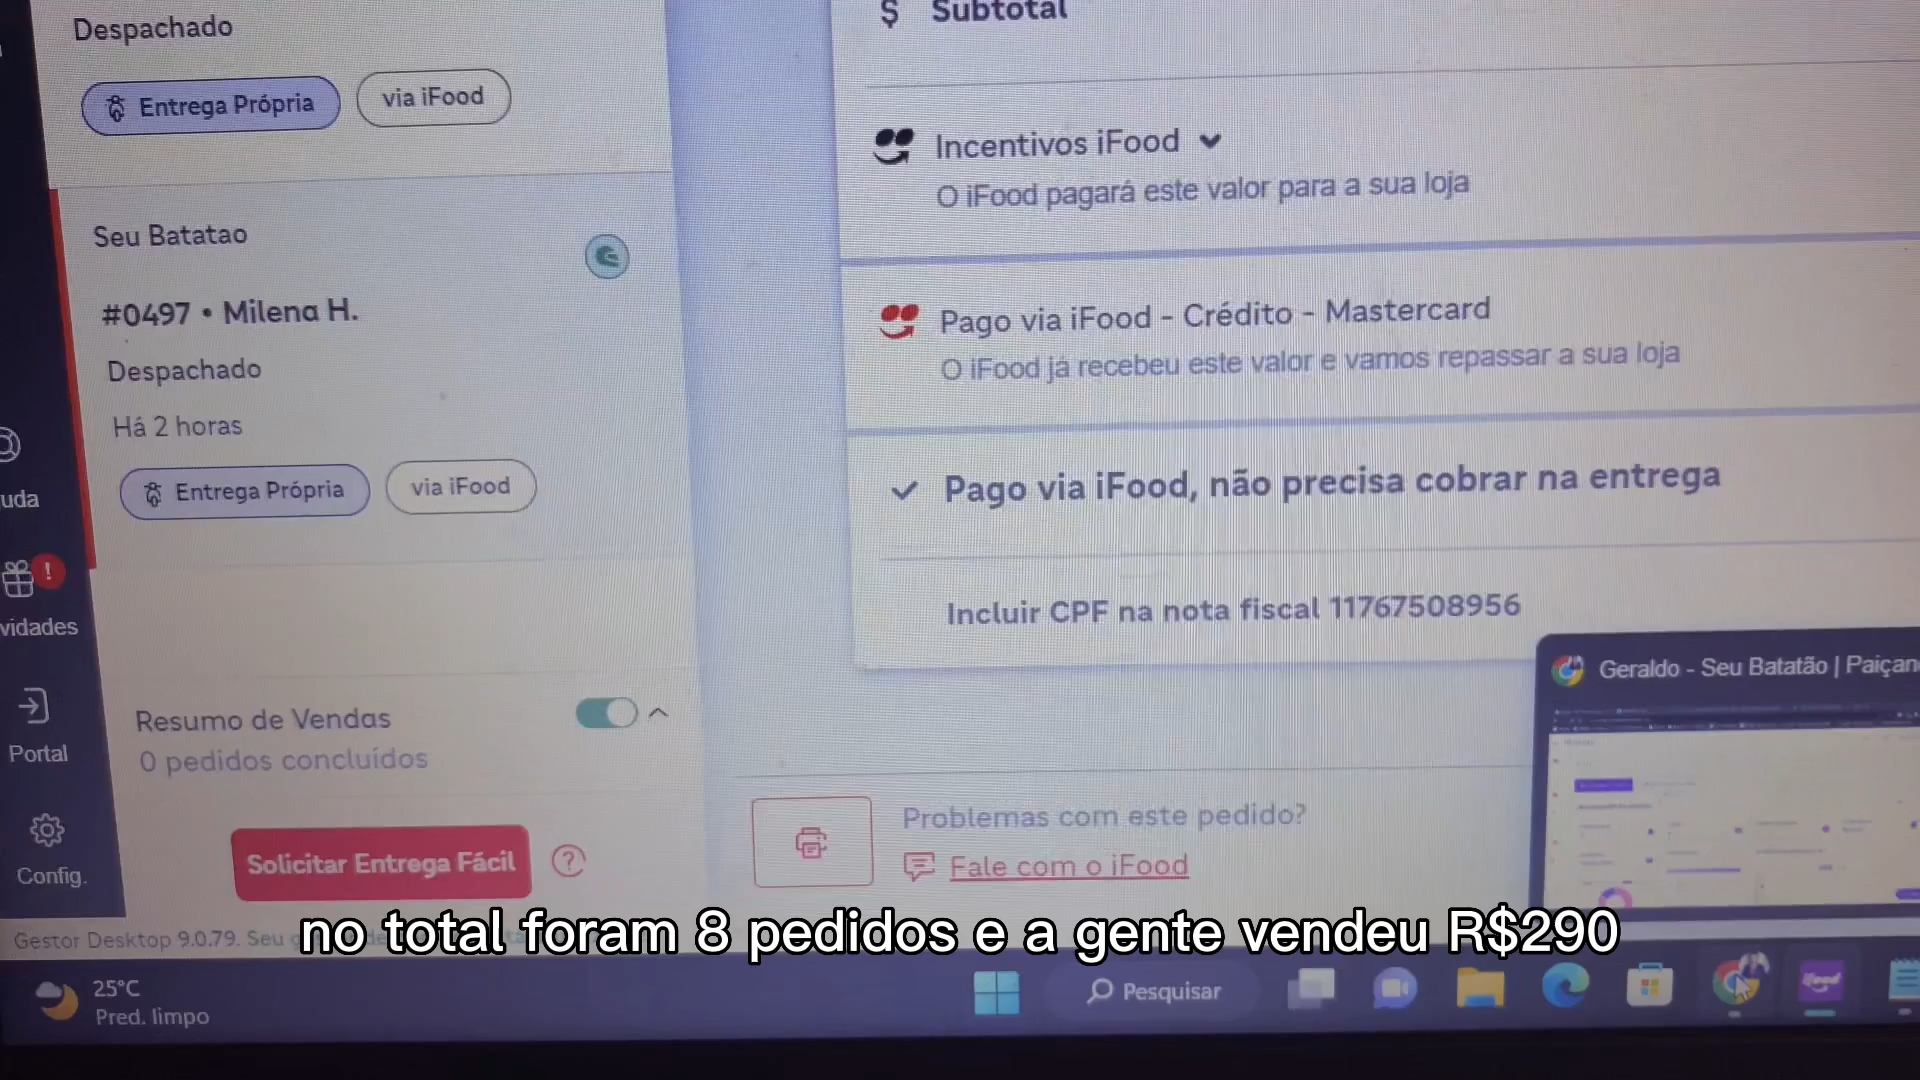 Despachado
Entrega Própria
via iFood
Seu Batatao
#0497 • Milena H.
Despachado
Há 2 horas
Entrega Própria
via iFood
uda
vidades
Portal
Config.
Resumo de Vendas
0 pedidos concluídos
Solicitar Entrega Fácil
Gestor Desktop 9.0.79. Seu
$ Subtotal
Incentivos iFood
O iFood pagará este valor para a sua loja
Pago via iFood - Crédito - Mastercard
O iFood já recebeu este valor e vamos repassar a sua loja
Pago via iFood, não precisa cobrar na entrega
Incluir CPF na nota fiscal 11767508956
Geraldo - Seu Batatão | Paiçan
Problemas com este pedido?
Fale com o iFood
no total foram 8 pedidos e a gente vendeu R$290
25°C
Pred. limpo
Pesquisar
iFood